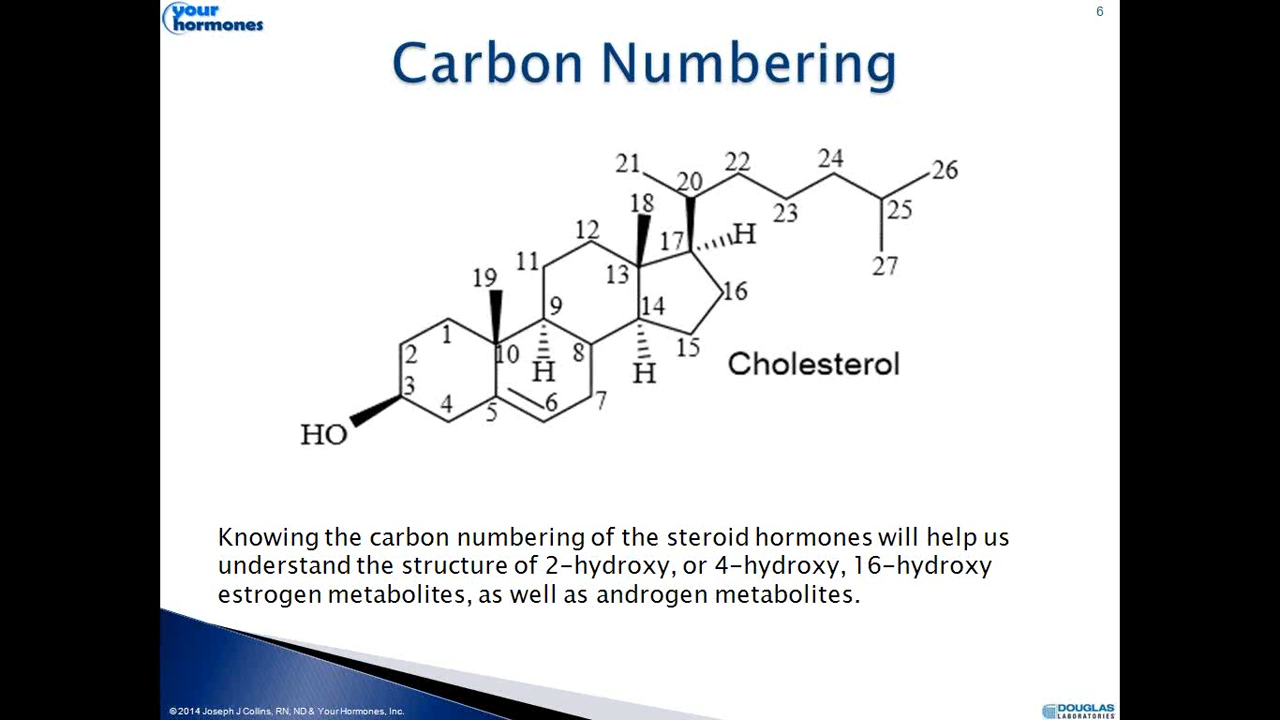 your
hormones
6
Carbon Numbering
21
22
24
26
20
18
23
25
12
17
H
11
13
27
19
16
9
14
1
10
8
15
2
H
H
Cholesterol
3
4
5
6
7
HO
Knowing the carbon numbering of the steroid hormones will help us
understand the structure of 2-hydroxy, or 4-hydroxy, 16-hydroxy
estrogen metabolites, as well as androgen metabolites.
©2014 Joseph J Collins, RN, ND & Your Hormones, Inc.
DOUGLAS
LABORATORIES